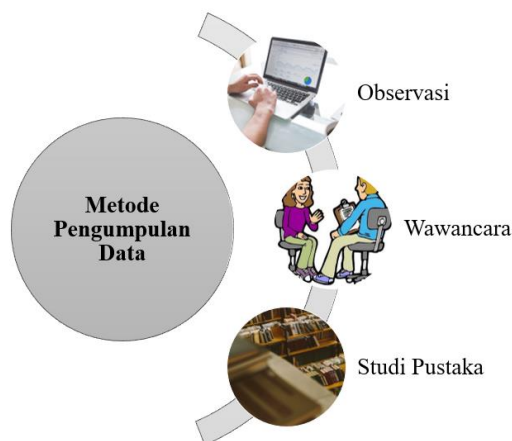 Metode
Pengumpulan
Data
Observasi
Wawancara
Studi Pustaka